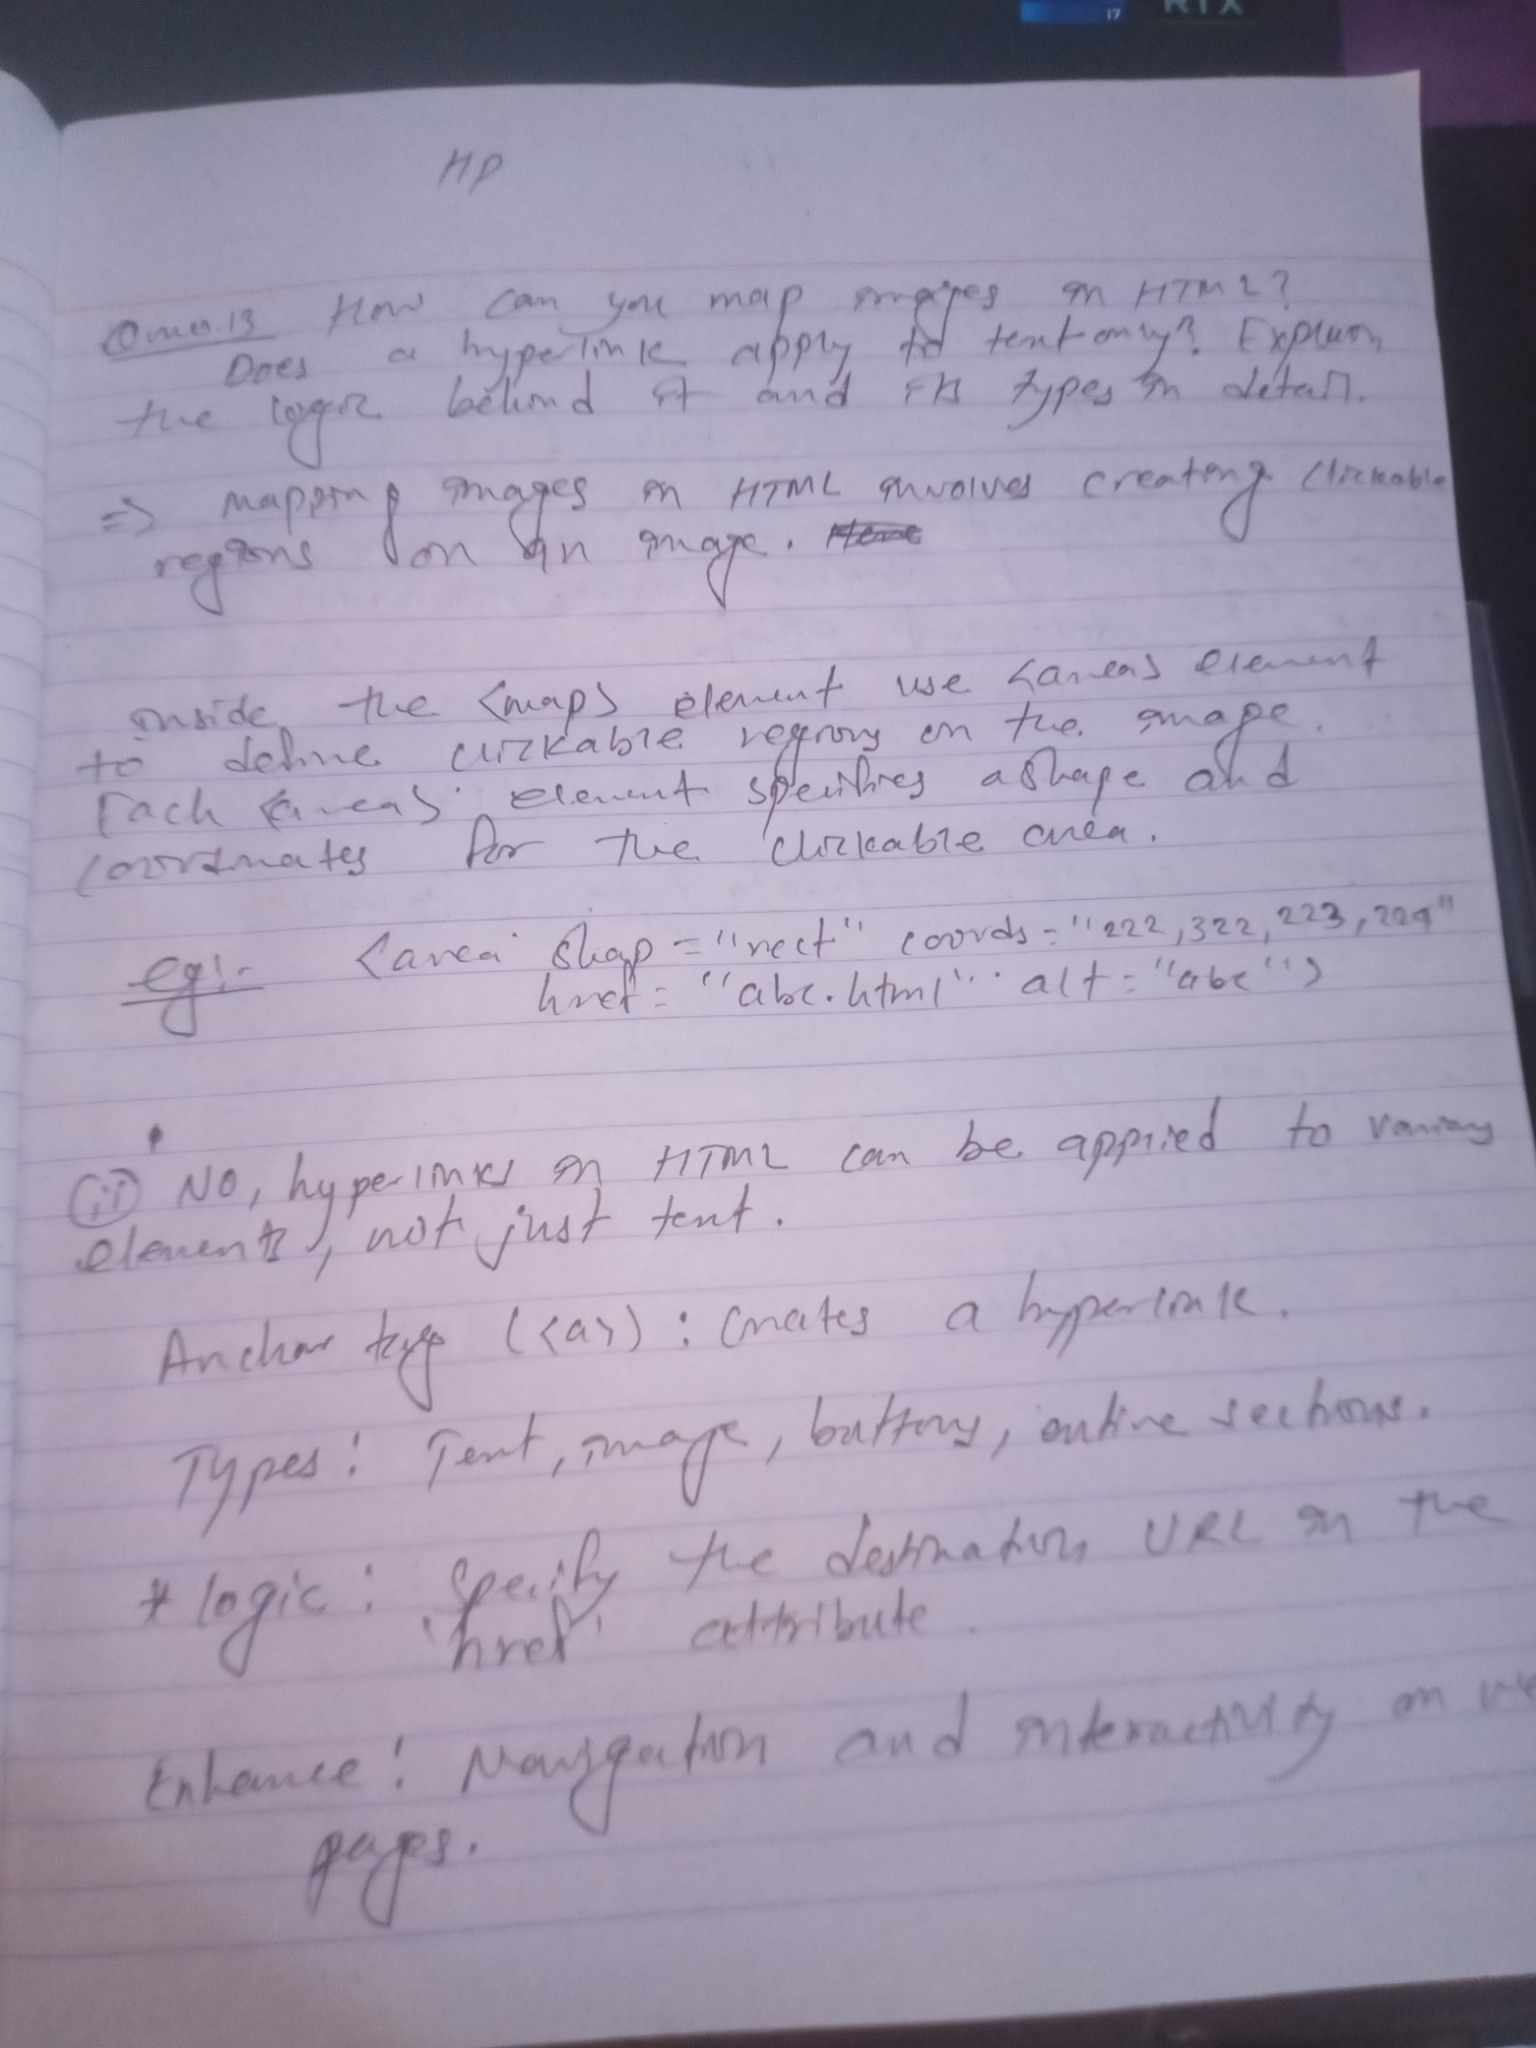 17 RTX
HP
Ques.13 How can you map images in HTML?
Does a hyperlink apply to text only? Explain
the logic behind it and its types in detail.
=> mapping images in HTML involves creating clickable
regions on an image.
inside the <map> element use <area> element
to define clickable regions on the image.
Each <area> element specifies a shape and
coordinates for the clickable area.
eg:- <area shap="rect" coords="222,322,223,224"
href="abc.html" alt="abc">
(ii) NO, hyperlinks in HTML can be applied to various
elements, not just text.
Anchor tag (<a>): creates a hyperlink.
Types: Text, image, buttons, entire sections.
* logic: Specify the destination URL in the
'href' attribute.
Enhance: Navigation and interactivity on
pages.